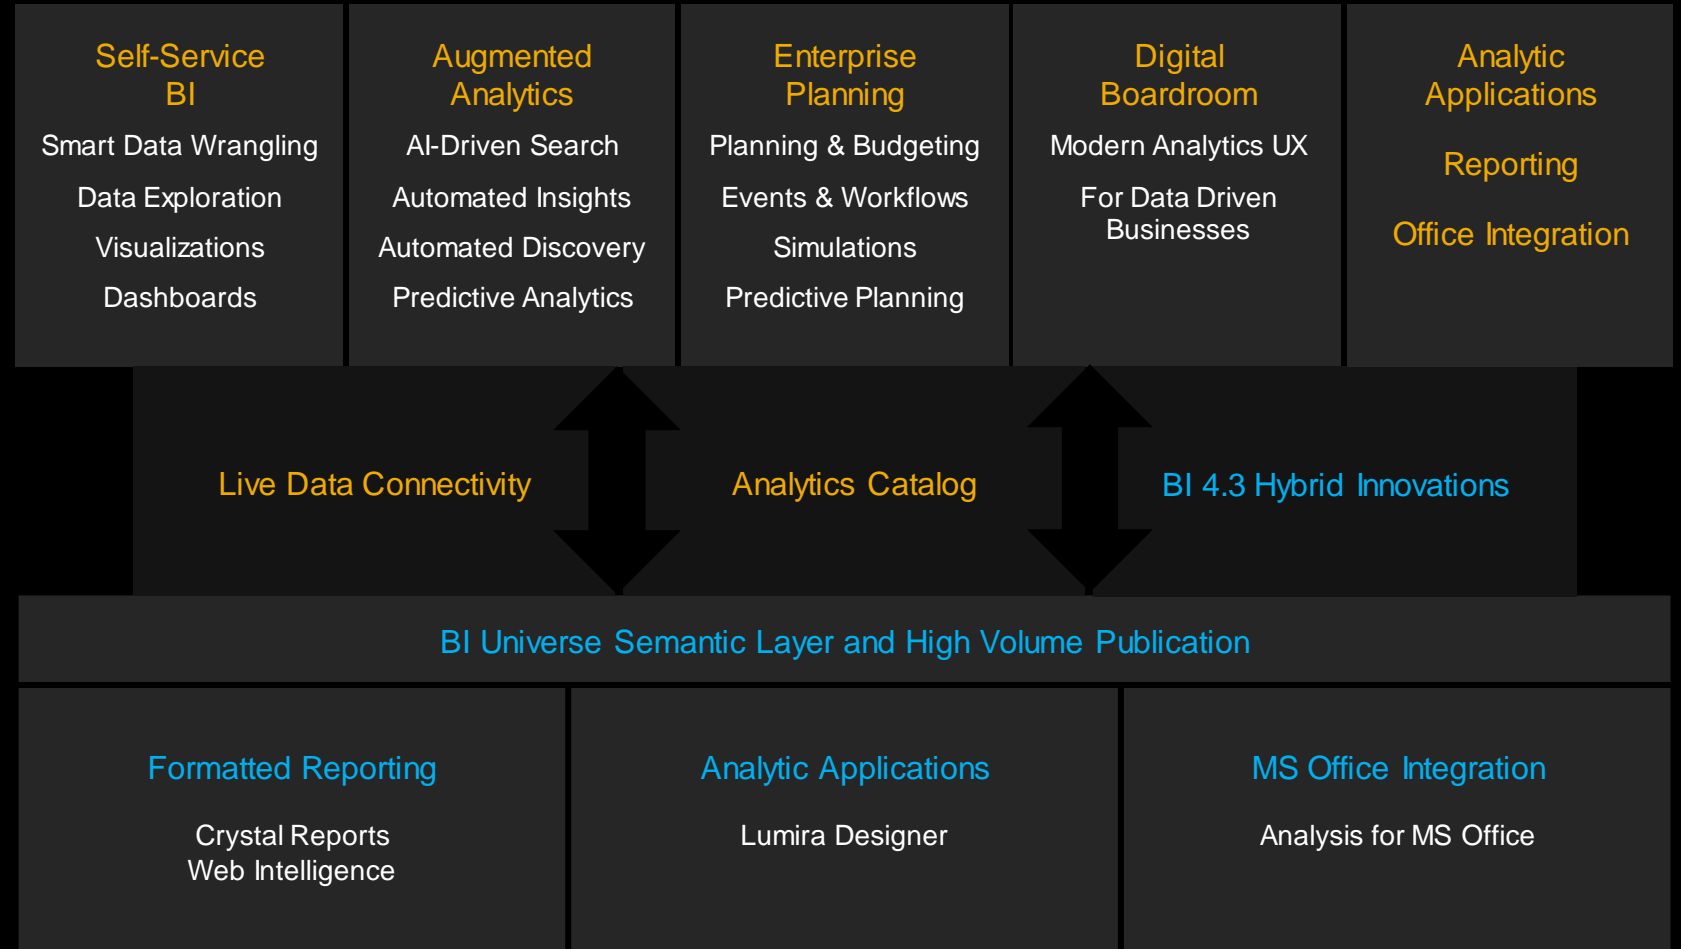 Self-Service
BI
Smart Data Wrangling
Data Exploration
Visualizations
Dashboards
Augmented
Analytics
AI-Driven Search
Automated Insights
Automated Discovery
Predictive Analytics
Enterprise
Planning
Planning & Budgeting
Events & Workflows
Simulations
Predictive Planning
Digital
Boardroom
Modern Analytics UX
For Data Driven
Businesses
Analytic
Applications
Reporting
Office Integration
Live Data Connectivity
Analytics Catalog
BI 4.3 Hybrid Innovations
BI Universe Semantic Layer and High Volume Publication
Formatted Reporting
Crystal Reports
Web Intelligence
Analytic Applications
Lumira Designer
MS Office Integration
Analysis for MS Office